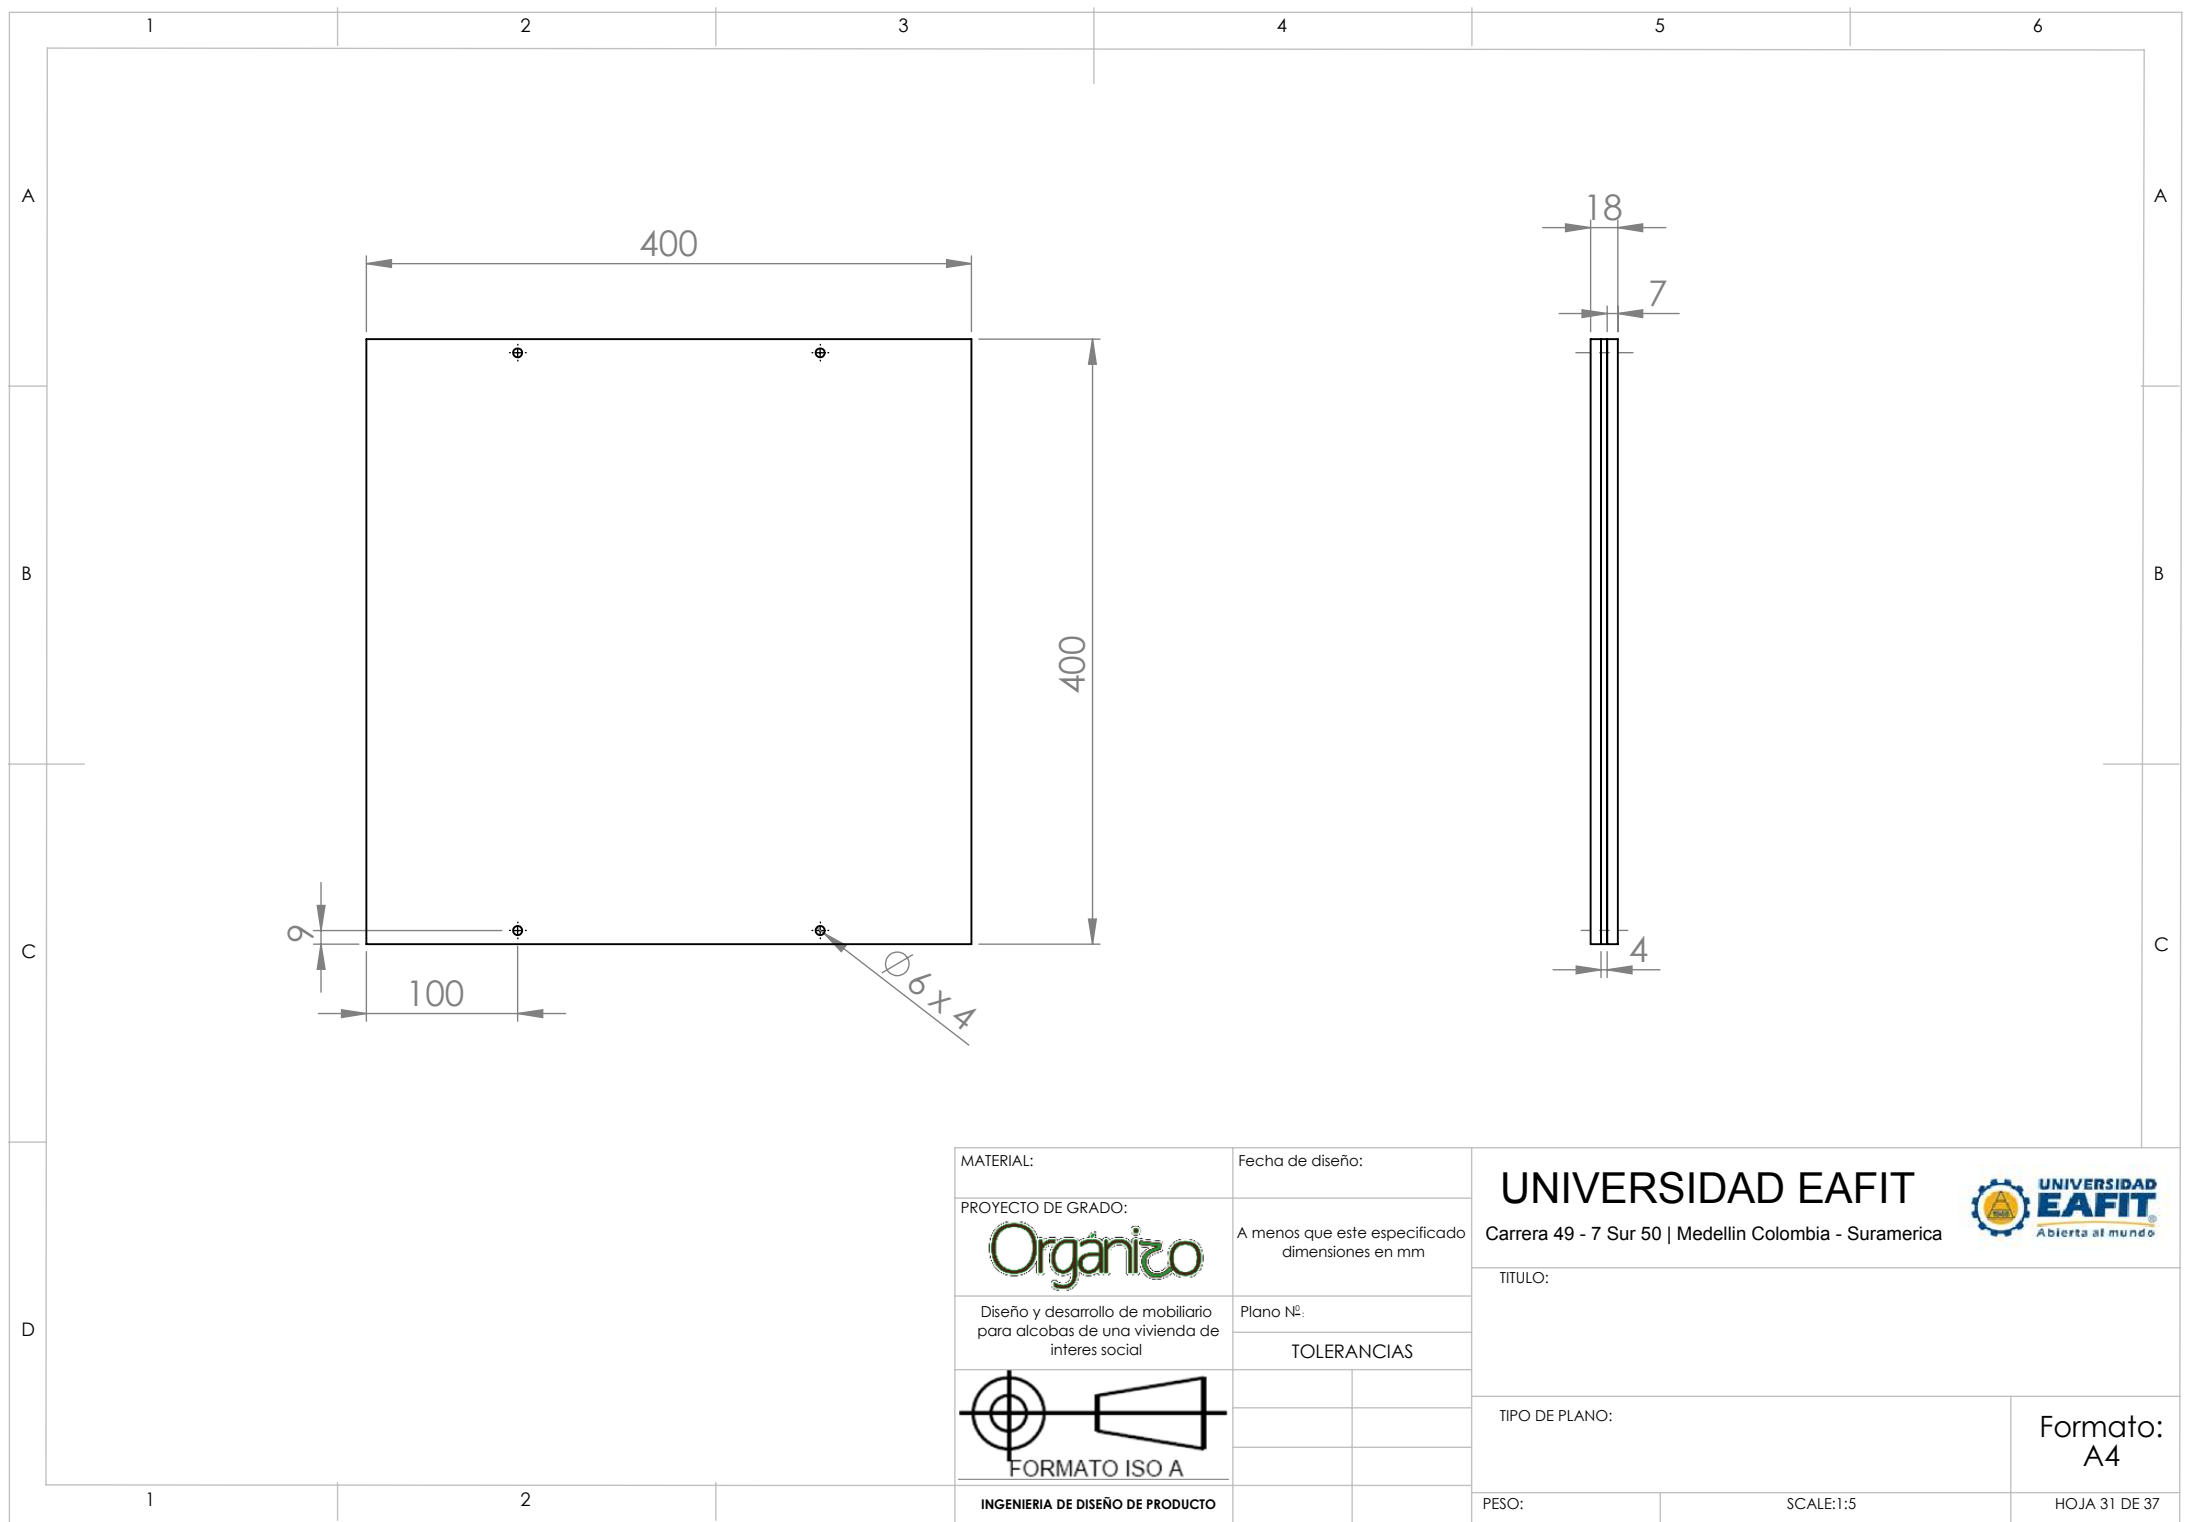 1 2 3 4 5 6
A A
18
400
7
B B
400
9
C C
4
100
∅ 6 x 4
D
MATERIAL:
Fecha de diseño:
UNIVERSIDAD EAFIT
UNIVERSIDAD
EAFIT®
Abierta al mundo
PROYECTO DE GRADO:
Orgánico
A menos que este especificado
dimensiones en mm
Carrera 49 - 7 Sur 50 | Medellin Colombia - Suramerica
TITULO:
Diseño y desarrollo de mobiliario
para alcobas de una vivienda de
interes social
Plano Nº:
TOLERANCIAS
TIPO DE PLANO:
Formato:
A4
FORMATO ISO A
INGENIERIA DE DISEÑO DE PRODUCTO
PESO:
SCALE:1:5
HOJA 31 DE 37
1 2